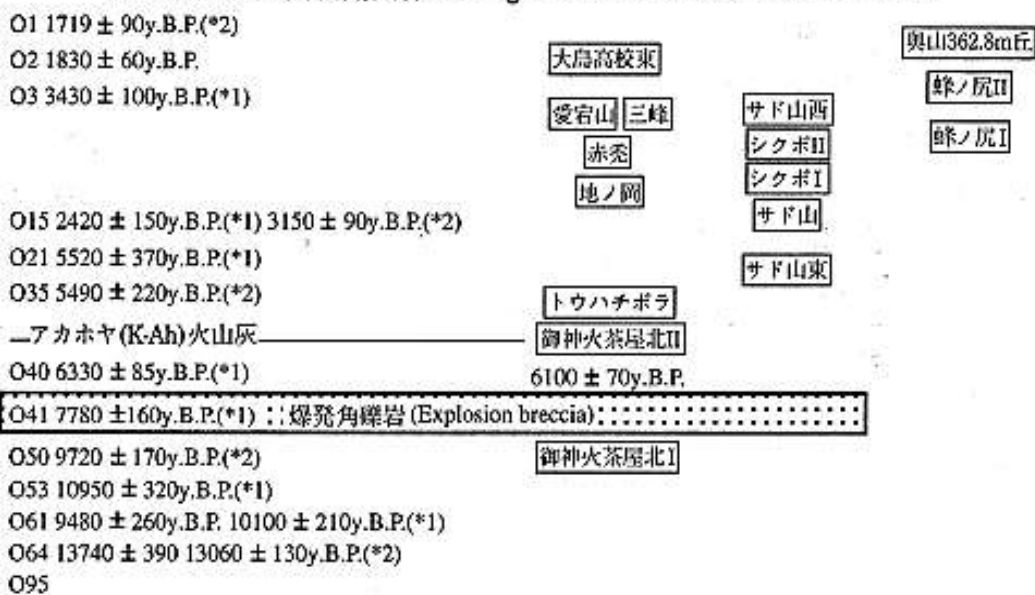 O1 1719 ± 90y.B.P.(*2)
奥山362.8m丘
O2 1830 ± 60y.B.P.
大島高校東
蜂ノ尻II
O3 3430 ± 100y.B.P.(*1)
愛宕山 三峰
サド山西
蜂ノ尻I
赤禿
シクボII
地ノ岡
シクボI
O15 2420 ± 150y.B.P.(*1) 3150 ± 90y.B.P.(*2)
サド山
O21 5520 ± 370y.B.P.(*1)
サド山東
O35 5490 ± 220y.B.P.(*2)
トウハチボラ
アカホヤ(K-Ah)火山灰
御神火茶屋北II
O40 6330 ± 85y.B.P.(*1)
6100 ± 70y.B.P.
O41 7780 ±160y.B.P.(*1) 爆発角礫岩 (Explosion breccia)
O50 9720 ± 170y.B.P.(*2)
御神火茶屋北I
O53 10950 ± 320y.B.P.(*1)
O61 9480 ± 260y.B.P. 10100 ± 210y.B.P.(*1)
O64 13740 ± 390 13060 ± 130y.B.P.(*2)
O95